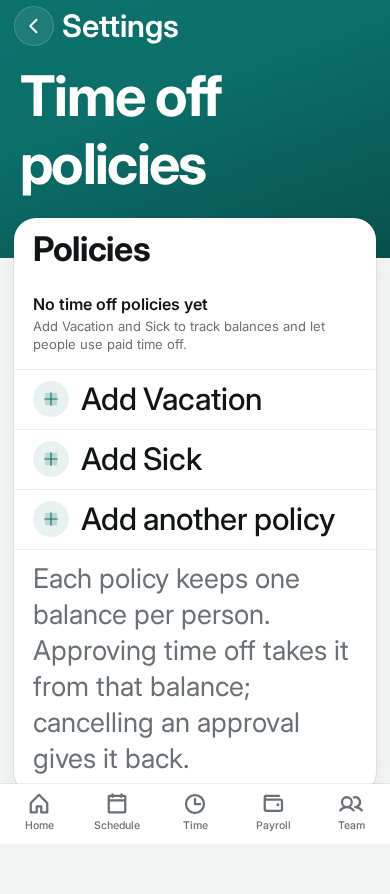 Settings
Time off
policies
Policies
No time off policies yet
Add Vacation and Sick to track balances and let
people use paid time off.
Add Vacation
Add Sick
Add another policy
Each policy keeps one
balance per person.
Approving time off takes it
from that balance;
cancelling an approval
gives it back.
Home
Schedule
Time
Payroll
Team